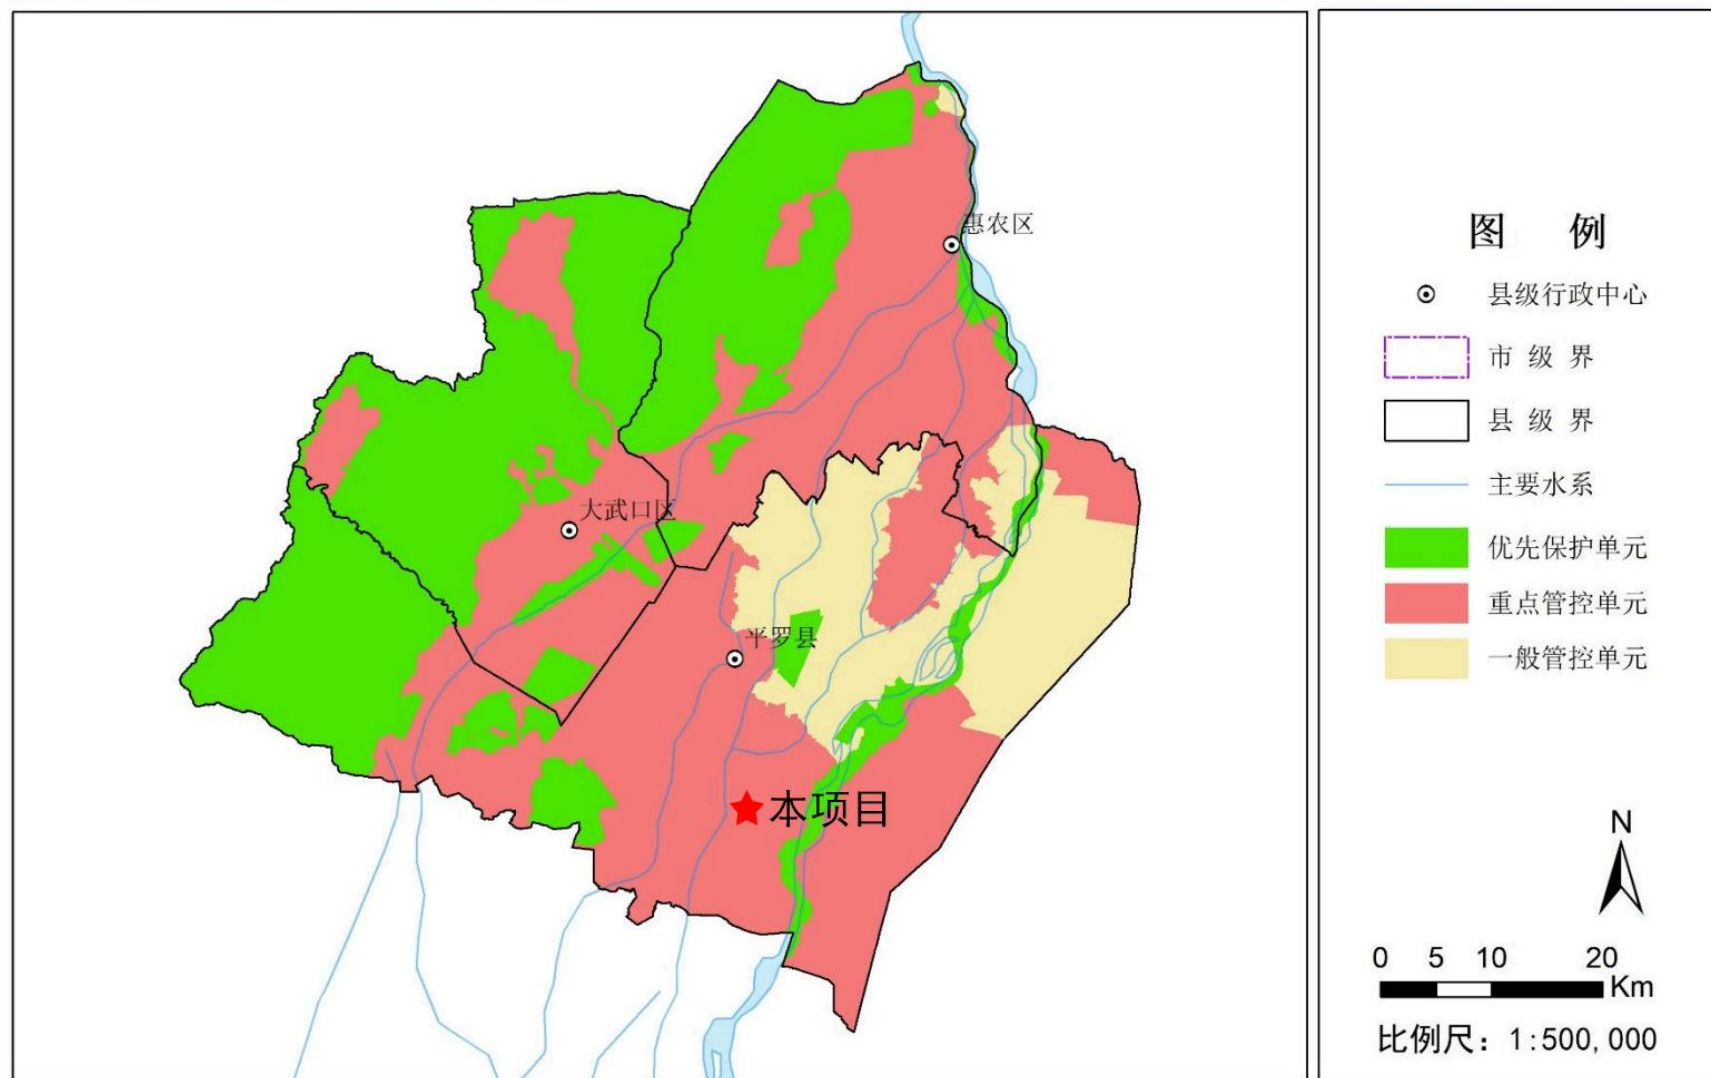 惠农区
大武口区
平罗县
本项目
图 例
县级行政中心
市 级 界
县 级 界
主要水系
优先保护单元
重点管控单元
一般管控单元
N
0 5 10 20
Km
比例尺：1:500,000